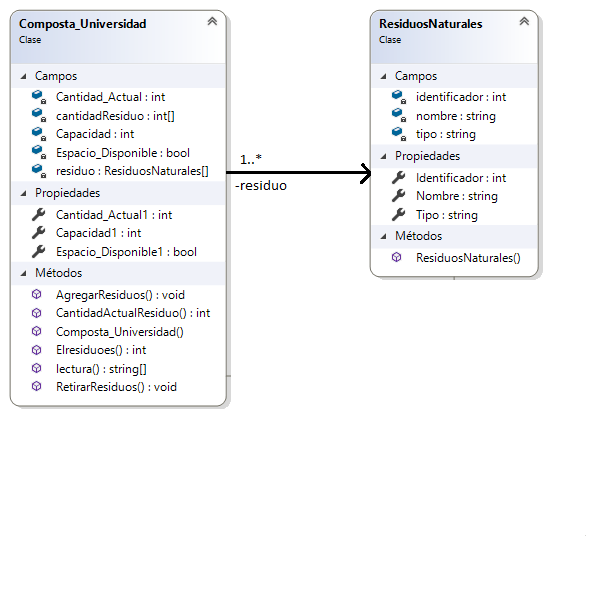 Composta_Universidad
Clase
Campos
Cantidad_Actual : int
cantidadResiduo : int[]
Capacidad : int
Espacio_Disponible : bool
residuo : ResiduosNaturales[]
Propiedades
Cantidad_Actual1 : int
Capacidad1 : int
Espacio_Disponible1 : bool
Métodos
AgregarResiduos() : void
CantidadActualResiduo() : int
Composta_Universidad()
Elresiduoes() : int
lectura() : string[]
RetirarResiduos() : void
1..*
-residuo
ResiduosNaturales
Clase
Campos
identificador : int
nombre : string
tipo : string
Propiedades
Identificador : int
Nombre : string
Tipo : string
Métodos
ResiduosNaturales()